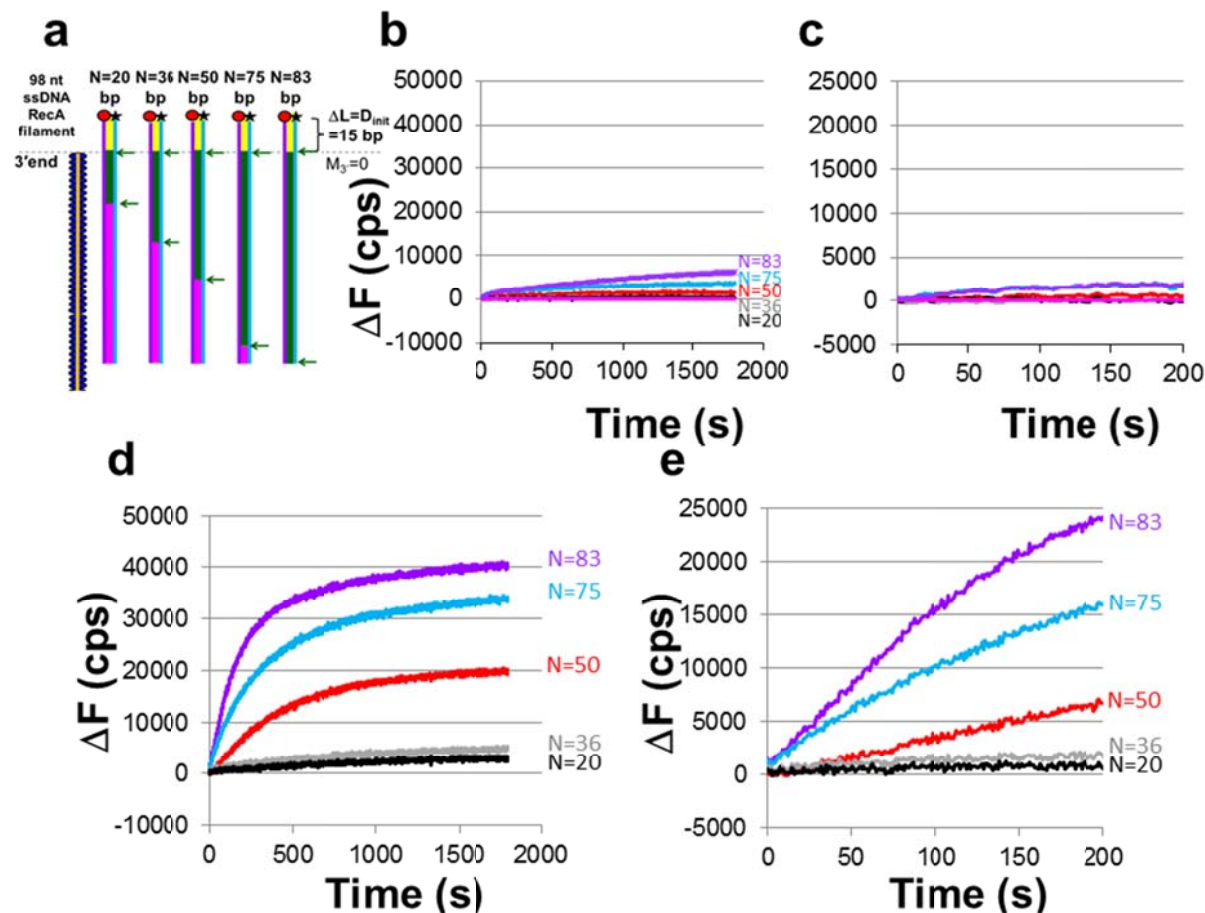 a
98 nt
ssDNA
RecA
filament
3'end
N=20 N=36 N=50 N=75 N=83
bp bp bp bp bp
ΔL=D_init
=15 bp
M_3'=0
b
ΔF (cps)
50000
40000
30000
20000
10000
0
-10000
N=83
N=75
N=50
N=36
N=20
0 500 1000 1500 2000
Time (s)
c
25000
20000
15000
10000
5000
0
-5000
0 50 100 150 200
Time (s)
d
ΔF (cps)
50000
40000
30000
20000
10000
0
-10000
N=83
N=75
N=50
N=36
N=20
0 500 1000 1500 2000
Time (s)
e
ΔF (cps)
25000
20000
15000
10000
5000
0
-5000
N=83
N=75
N=50
N=36
N=20
0 50 100 150 200
Time (s)